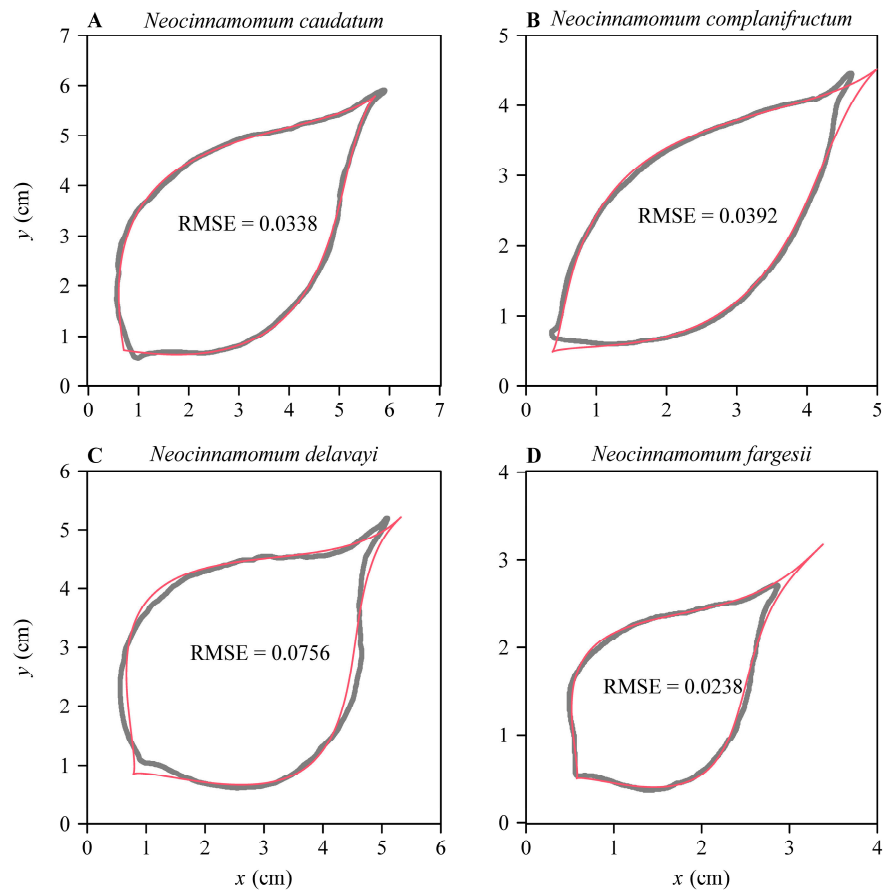 A Neocinnamomum caudatum
7
6
5
4
3
2
1
0
y (cm)
RMSE = 0.0338
0 1 2 3 4 5 6 7
B Neocinnamomum complanifructum
5
4
3
2
1
0
RMSE = 0.0392
0 1 2 3 4 5
C Neocinnamomum delavayi
6
5
4
3
2
1
0
y (cm)
RMSE = 0.0756
0 1 2 3 4 5 6
x (cm)
D Neocinnamomum fargesii
4
3
2
1
0
RMSE = 0.0238
0 1 2 3 4
x (cm)